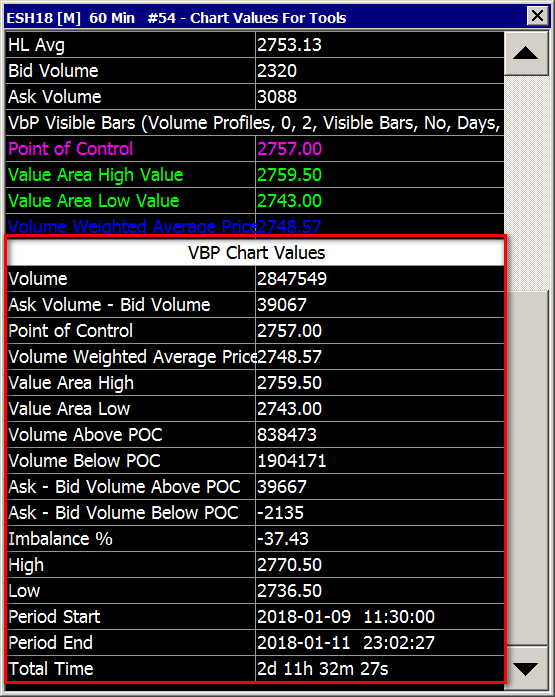 ESH18 [M]  60 Min   #54 - Chart Values For Tools
HL Avg 2753.13
Bid Volume 2320
Ask Volume 3088
VbP Visible Bars (Volume Profiles, 0, 2, Visible Bars, No, Days,
Point of Control 2757.00
Value Area High Value 2759.50
Value Area Low Value 2743.00
Volume Weighted Average Price 2748.57
VBP Chart Values
Volume 2847549
Ask Volume - Bid Volume 39067
Point of Control 2757.00
Volume Weighted Average Price 2748.57
Value Area High 2759.50
Value Area Low 2743.00
Volume Above POC 838473
Volume Below POC 1904171
Ask - Bid Volume Above POC 39667
Ask - Bid Volume Below POC -2135
Imbalance % -37.43
High 2770.50
Low 2736.50
Period Start 2018-01-09  11:30:00
Period End 2018-01-11  23:02:27
Total Time 2d 11h 32m 27s